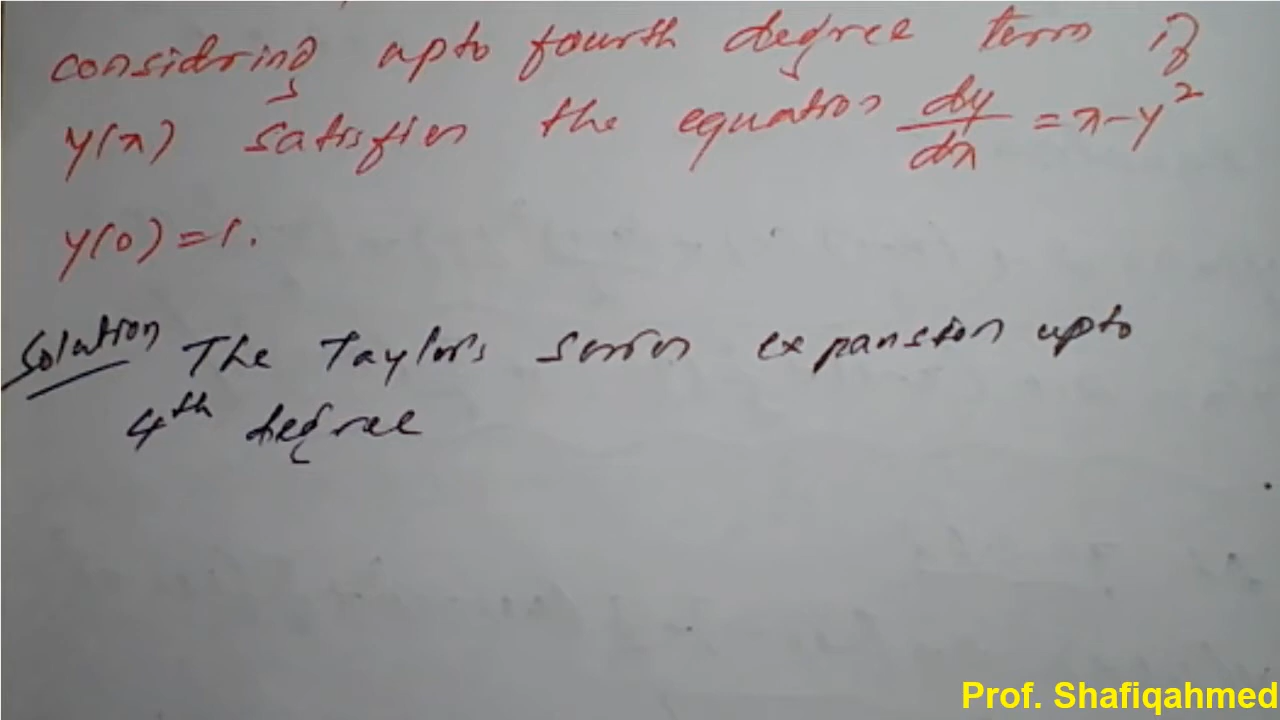 considring upto fourth degree term if
y(x) satisfies the equation dy/dx = x-y²
y(0)=1.
Solution The Taylor's series expansion upto
4th degree
Prof. Shafiqahmed